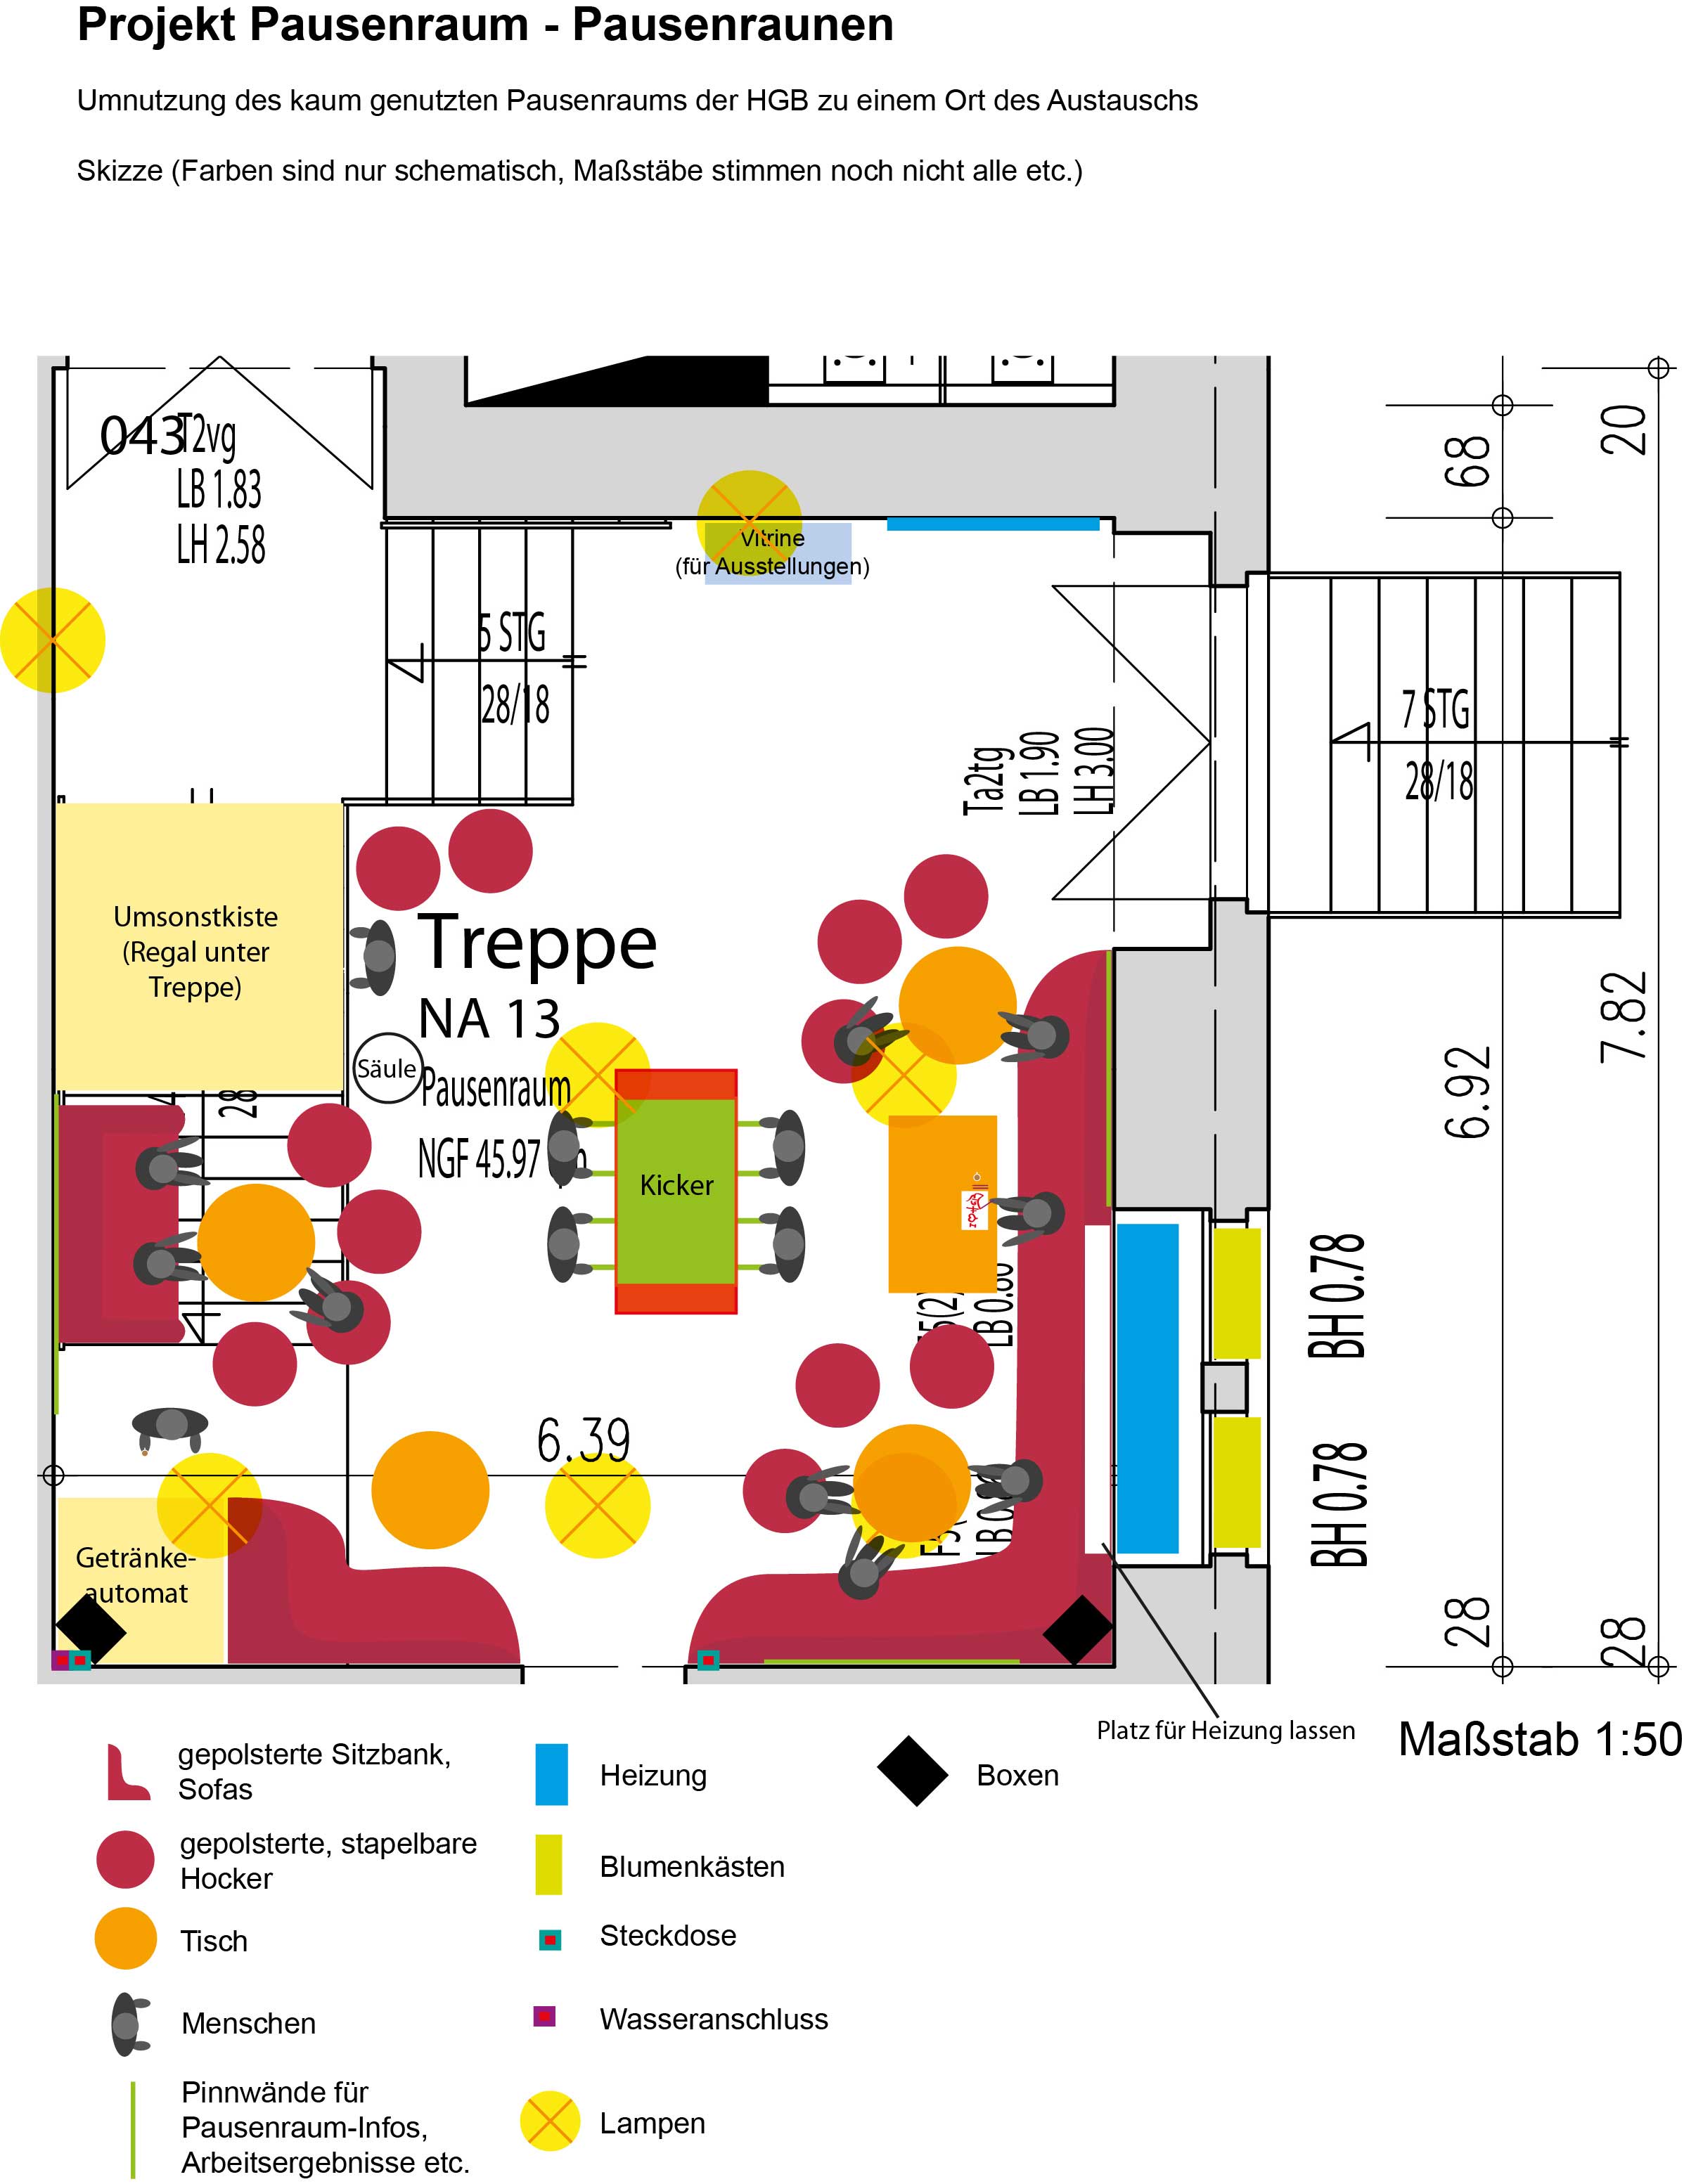 Projekt Pausenraum - Pausenraunen
Umnutzung des kaum genutzten Pausenraums der HGB zu einem Ort des Austauschs
Skizze (Farben sind nur schematisch, Maßstäbe stimmen noch nicht alle etc.)
043
T2vg
LB 1.83
LH 2.58
Vitrine
(für Ausstellungen)
68
20
5 STG
28/18
7 STG
28/18
Ta2tg
LB 1.90
LH 3.00
Umsonstkiste
(Regal unter
Treppe)
Treppe
NA 13
Säule
Pausenraum
NGF 45.97
28
Kicker
6.92
7.82
BH 0.78
BH 0.78
6.39
Getränke-
automat
28
28
Platz für Heizung lassen
Maßstab 1:50
gepolsterte Sitzbank,
Sofas
Heizung
Boxen
gepolsterte, stapelbare
Hocker
Blumenkästen
Tisch
Steckdose
Menschen
Wasseranschluss
Pinnwände für
Pausenraum-Infos,
Arbeitsergebnisse etc.
Lampen